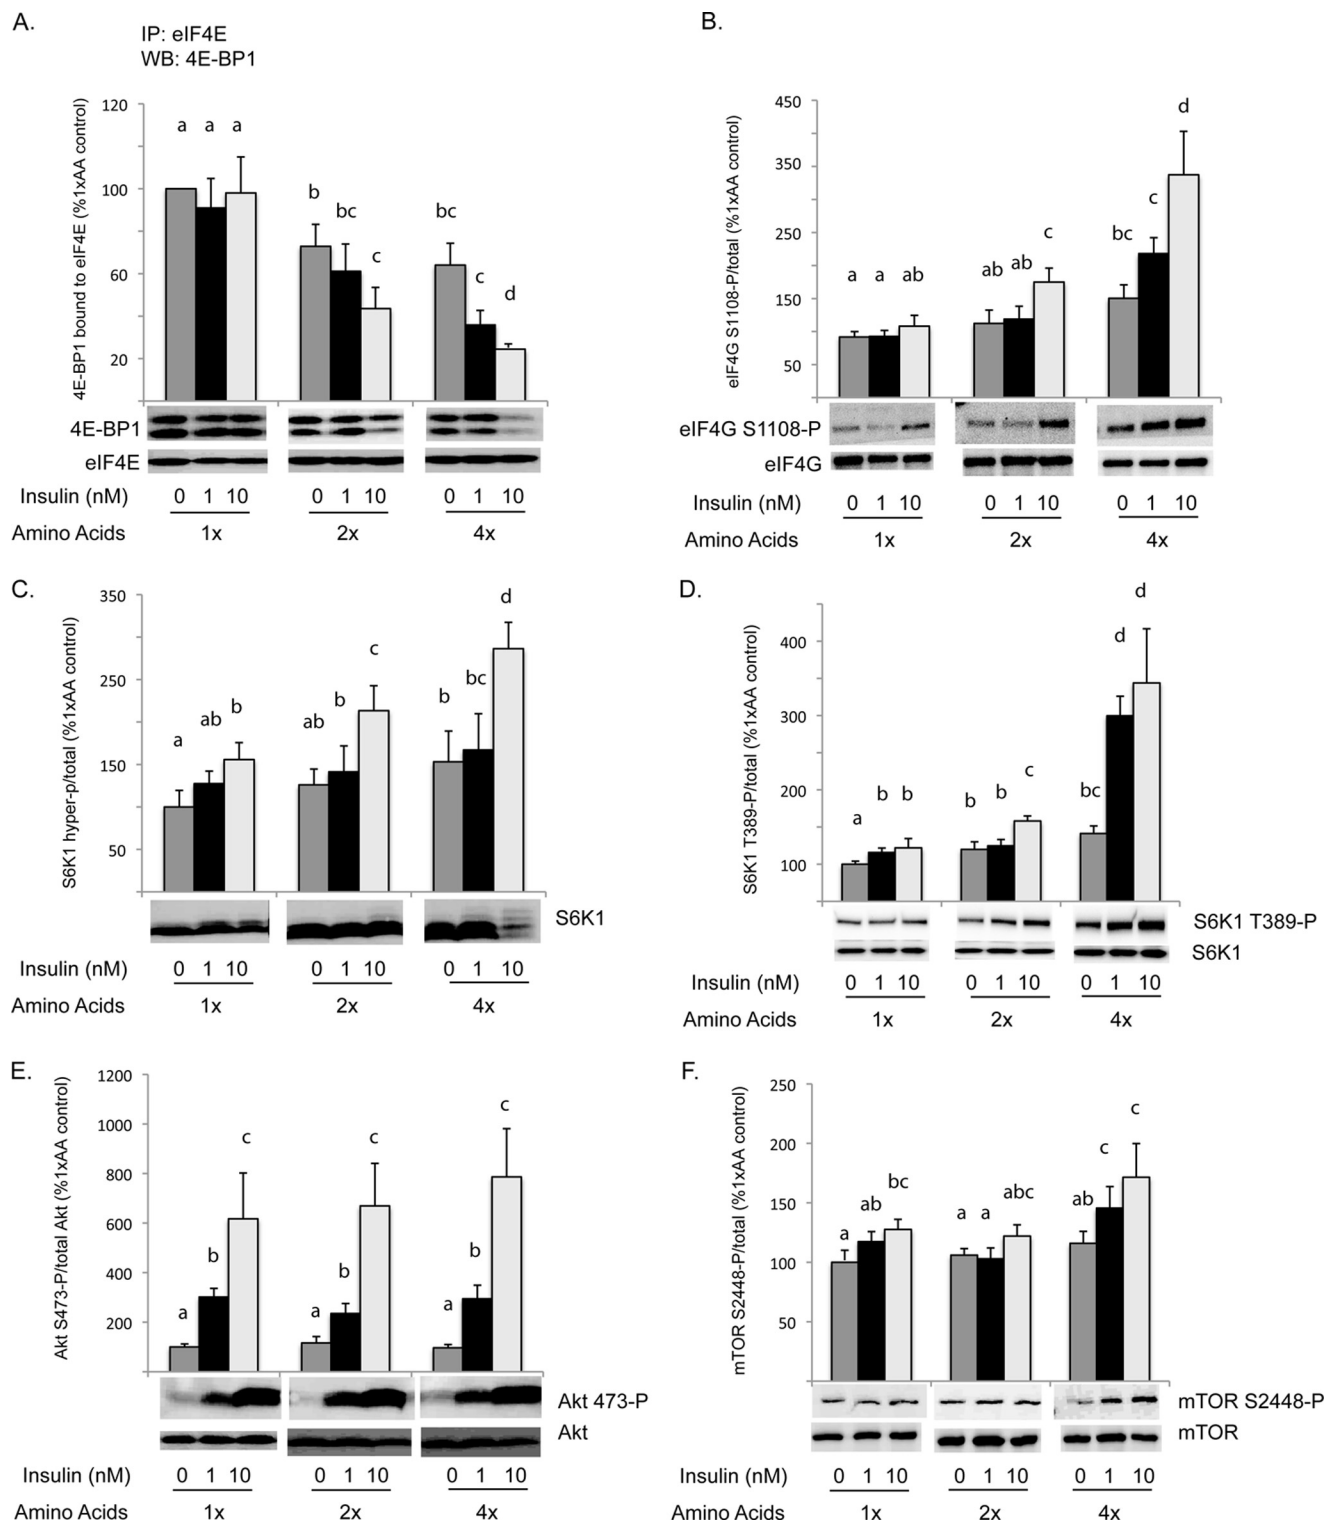 A.
IP: eIF4E
WB: 4E-BP1
4E-BP1 bound to eIF4E (%1xAA control)
120
100
60
20
a a a
b bc c
bc c d
4E-BP1
eIF4E
Insulin (nM) 0 1 10 0 1 10 0 1 10
Amino Acids 1x 2x 4x
B.
eIF4G S1108-P/total (%1xAA control)
450
350
250
150
50
a a ab
ab ab c
bc c d
eIF4G S1108-P
eIF4G
Insulin (nM) 0 1 10 0 1 10 0 1 10
Amino Acids 1x 2x 4x
C.
S6K1 hyper-p/total (%1xAA control)
350
250
150
50
a ab b
ab b c
b bc d
S6K1
Insulin (nM) 0 1 10 0 1 10 0 1 10
Amino Acids 1x 2x 4x
D.
S6K1 T389-P/total (%1xAA control)
400
300
200
100
a b b
b b c
bc d d
S6K1 T389-P
S6K1
Insulin (nM) 0 1 10 0 1 10 0 1 10
Amino Acids 1x 2x 4x
E.
Akt S473-P/total Akt (%1xAA control)
1200
1000
800
600
400
200
a b c
a b c
a b c
Akt 473-P
Akt
Insulin (nM) 0 1 10 0 1 10 0 1 10
Amino Acids 1x 2x 4x
F.
mTOR S2448-P/total (%1xAA control)
250
200
150
100
50
a ab bc
a a abc
ab c c
mTOR S2448-P
mTOR
Insulin (nM) 0 1 10 0 1 10 0 1 10
Amino Acids 1x 2x 4x